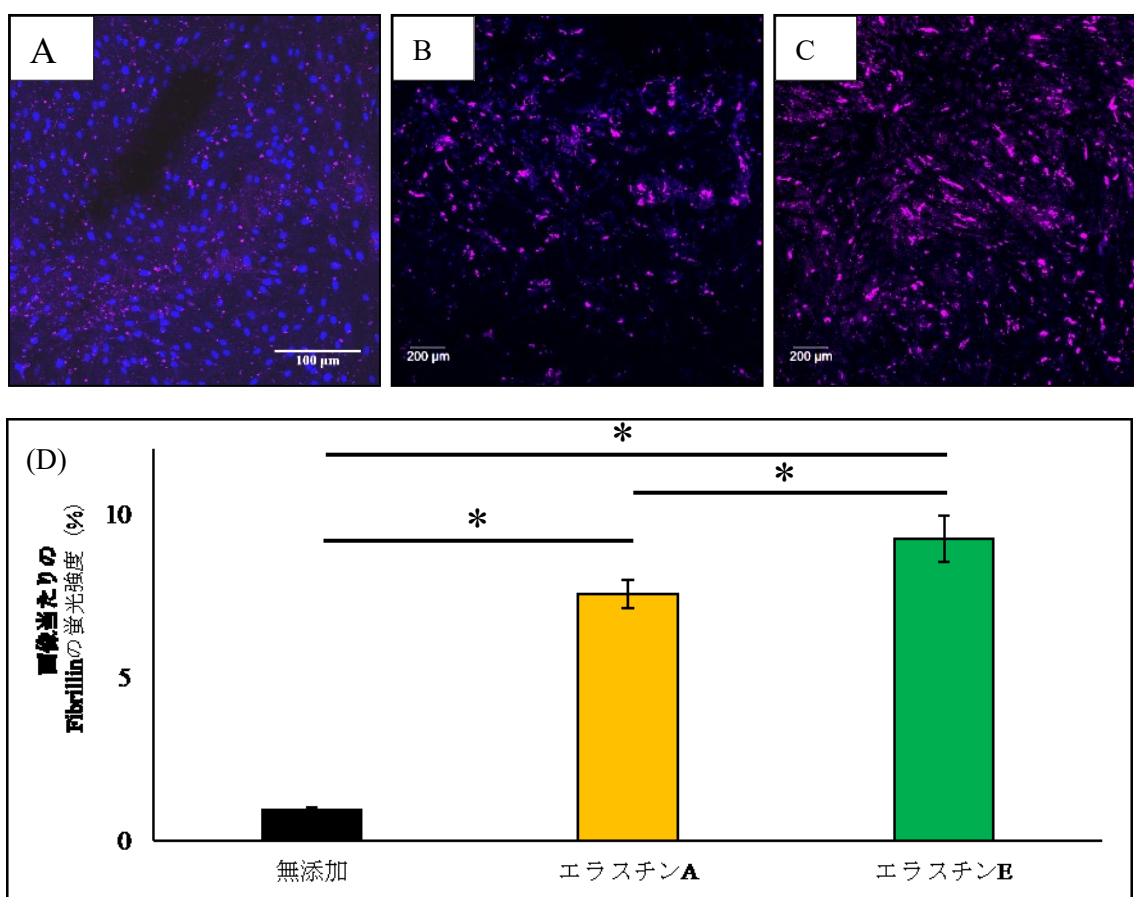 A
B
C
100 μm
200 μm
200 μm
(D)
*
*
*
画像当たりの
Fibrillinの蛍光強度 (%)
10
5
0
無添加
エラスチンA
エラスチンE